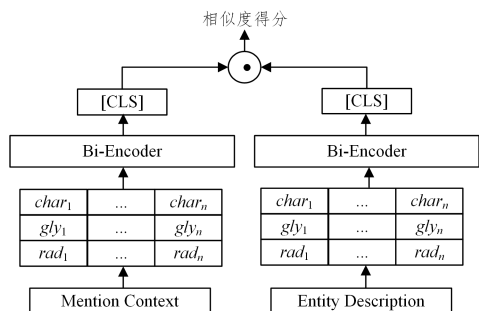 相似度得分
[CLS] [CLS]
Bi-Encoder Bi-Encoder
char₁ ... charₙ char₁ ... charₙ
gly₁ ... glyₙ gly₁ ... glyₙ
rad₁ ... radₙ rad₁ ... radₙ
Mention Context Entity Description